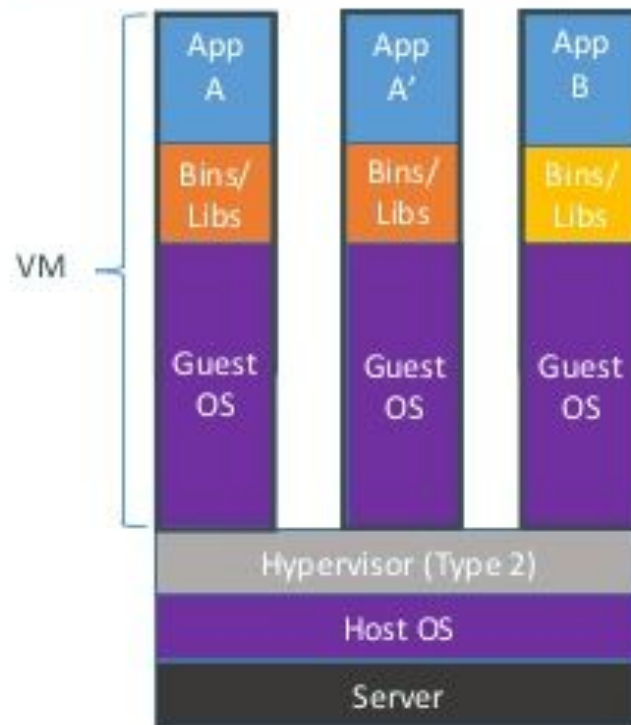 App
A
App
A’
App
B
Bins/
Libs
Bins/
Libs
Bins/
Libs
VM
Guest
OS
Guest
OS
Guest
OS
Hypervisor (Type 2)
Host OS
Server